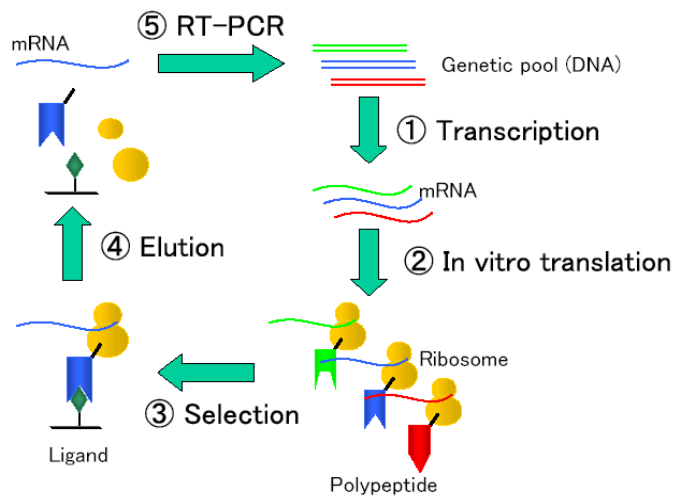 ⑤ RT-PCR
mRNA
Genetic pool (DNA)
① Transcription
mRNA
② In vitro translation
④ Elution
Ribosome
③ Selection
Ligand
Polypeptide